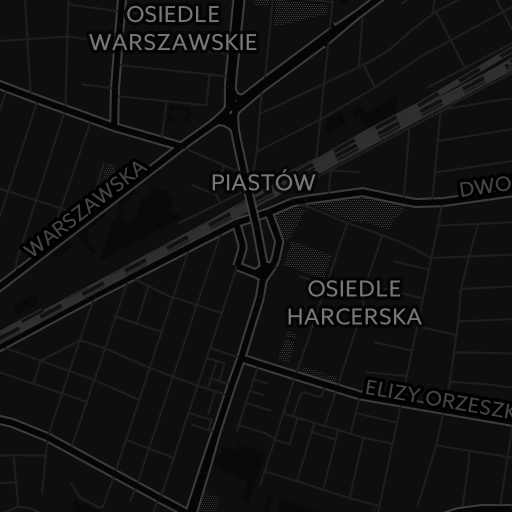 OSIEDLE
WARSZAWSKIE
WARSZAWSKA
PIASTÓW
DWO
OSIEDLE
HARCERSKA
ELIZY ORZESZK